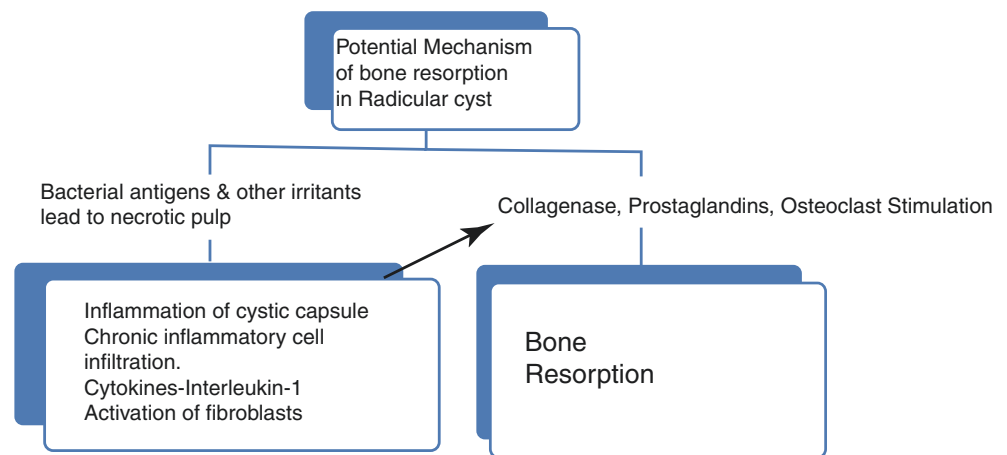 Potential Mechanism
of bone resorption
in Radicular cyst
Bacterial antigens & other irritants
lead to necrotic pulp
Collagenase, Prostaglandins, Osteoclast Stimulation
Inflammation of cystic capsule
Chronic inflammatory cell
infiltration.
Cytokines-Interleukin-1
Activation of fibroblasts
Bone
Resorption